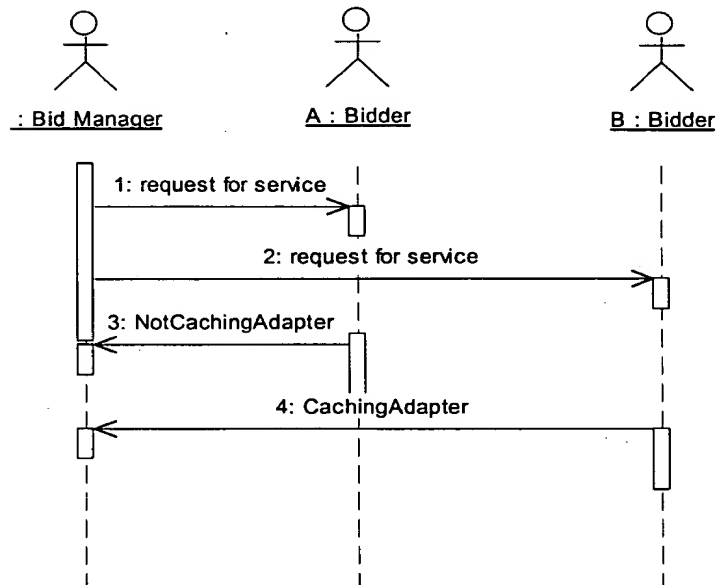 : Bid Manager
A : Bidder
B : Bidder
1: request for service
2: request for service
3: NotCachingAdapter
4: CachingAdapter